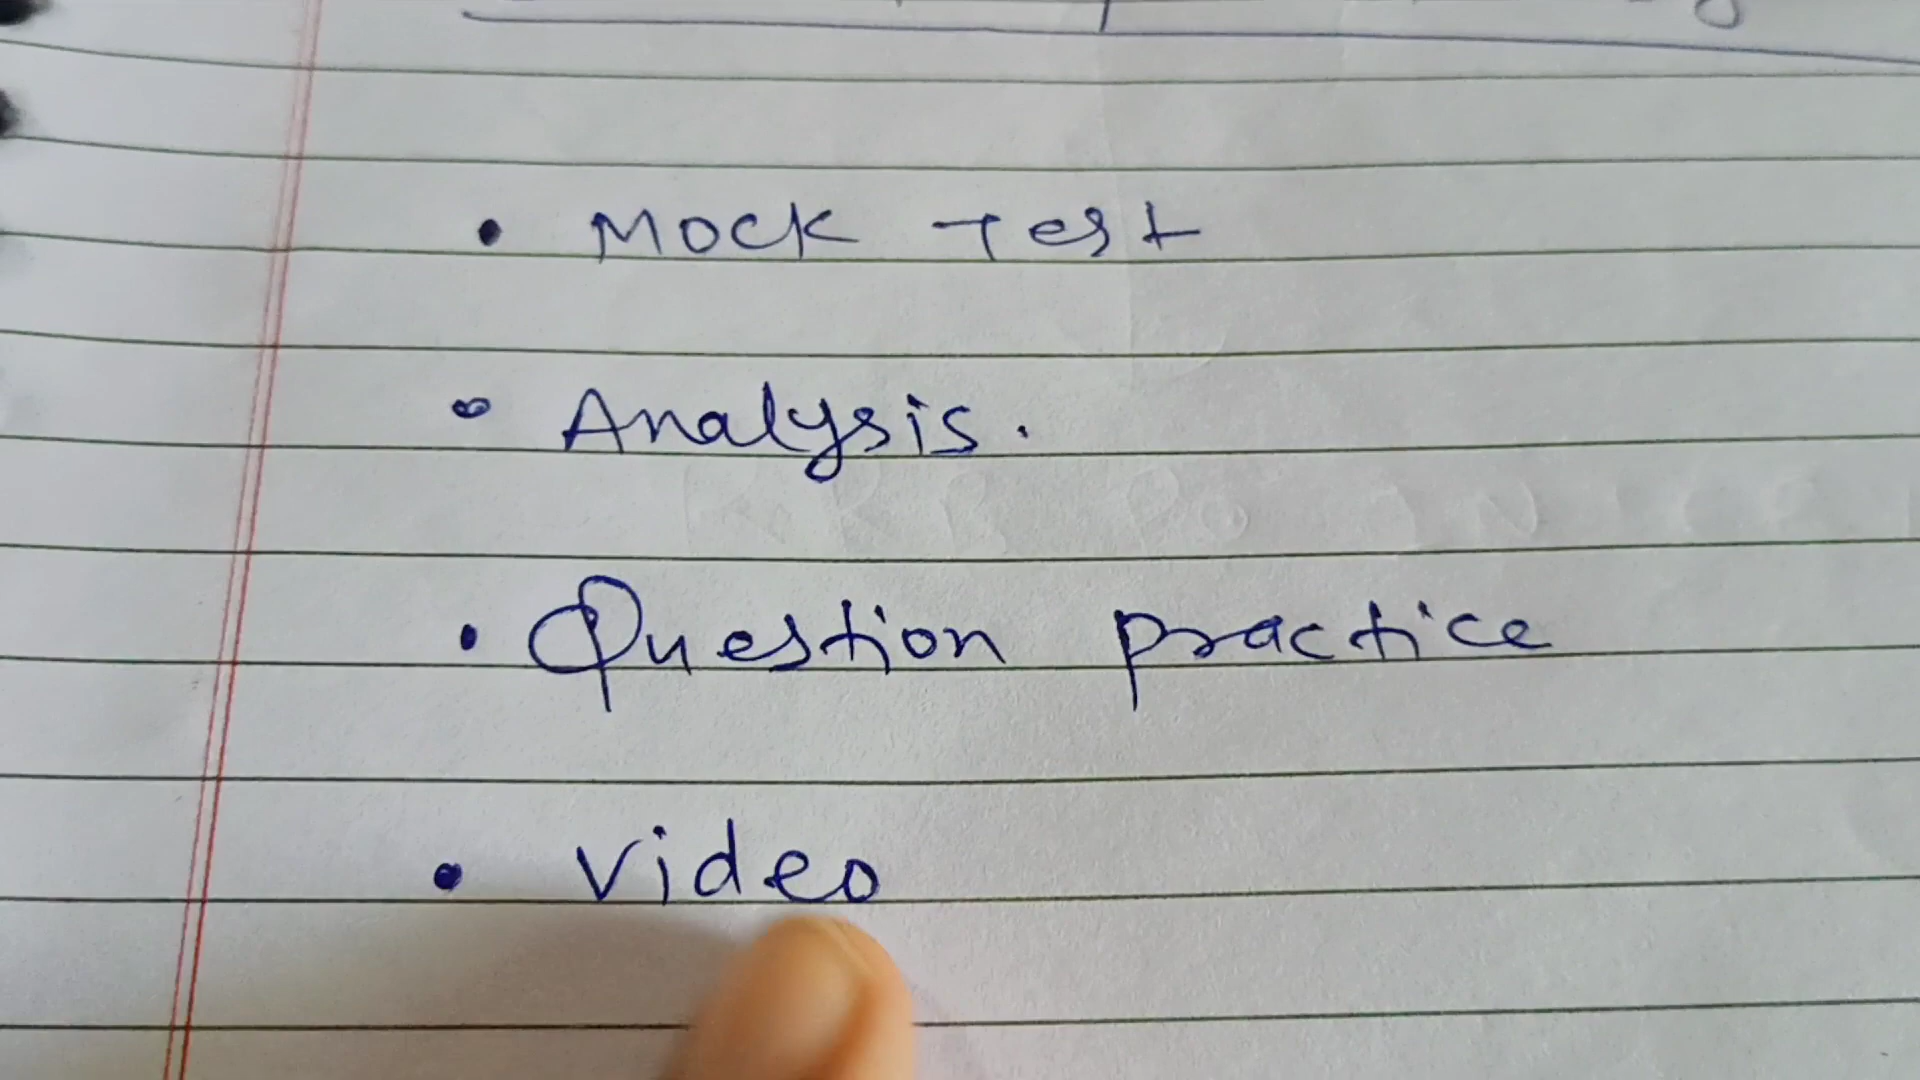 • Mock Test
• Analysis.
• Question practice
• Video